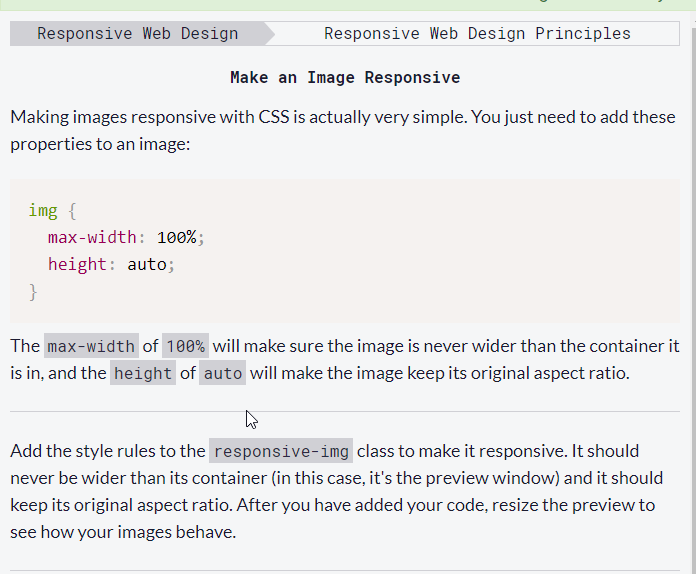 Responsive Web Design
Responsive Web Design Principles
Make an Image Responsive
Making images responsive with CSS is actually very simple. You just need to add these
properties to an image:
img {
max-width: 100%;
height: auto;
}
The max-width of 100% will make sure the image is never wider than the container it
is in, and the height of auto will make the image keep its original aspect ratio.
Add the style rules to the responsive-img class to make it responsive. It should
never be wider than its container (in this case, it's the preview window) and it should
keep its original aspect ratio. After you have added your code, resize the preview to
see how your images behave.